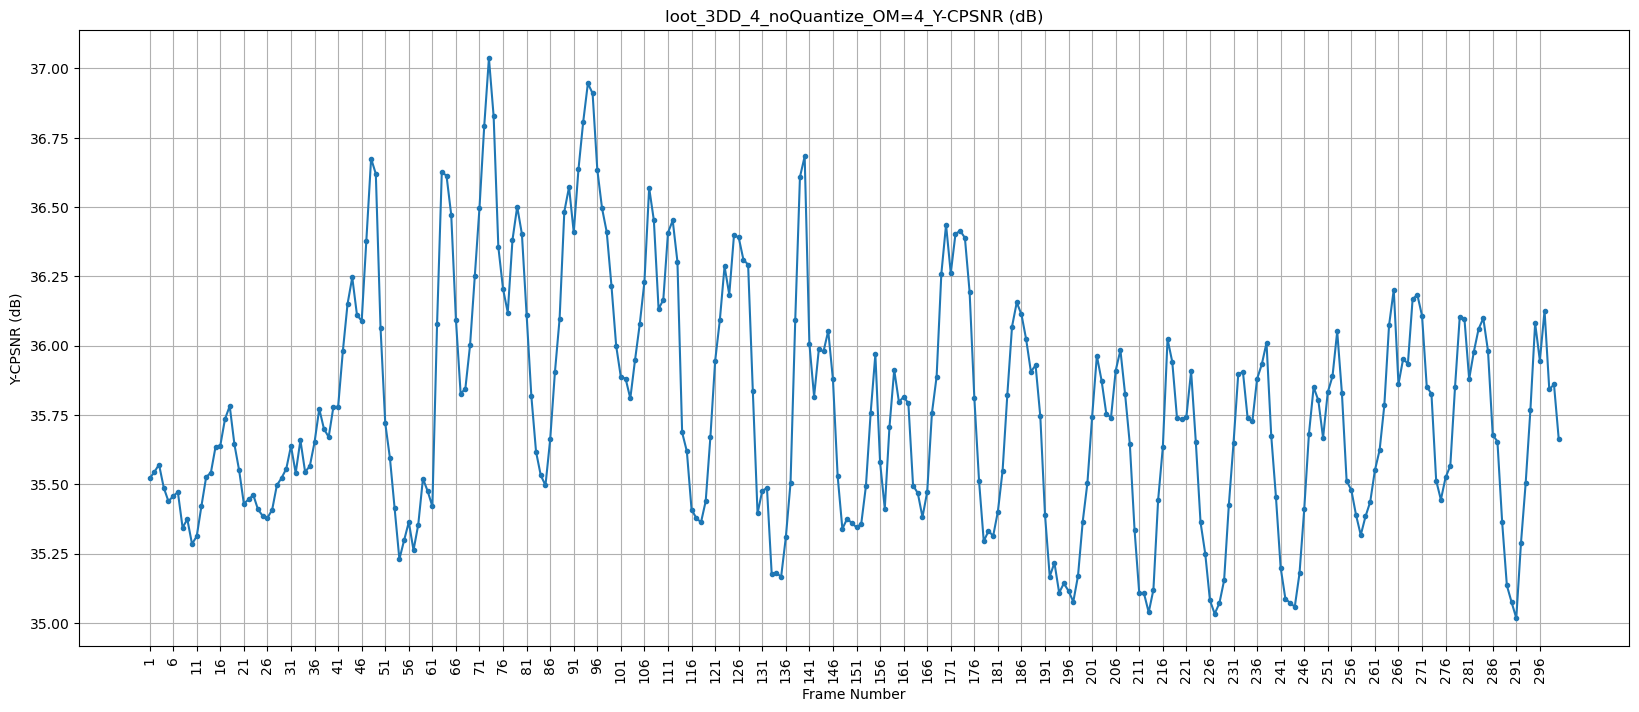 loot_3DD_4_noQuantize_OM=4_Y-CPSNR (dB)
37.00
36.75
36.50
36.25
36.00
35.75
35.50
35.25
35.00
Y-CPSNR (dB)
1 6 11 16 21 26 31 36 41 46 51 56 61 66 71 76 81 86 91 96 101 106 111 116 121 126 131 136 141 146 151 156 161 166 171 176 181 186 191 196 201 206 211 216 221 226 231 236 241 246 251 256 261 266 271 276 281 286 291 296
Frame Number